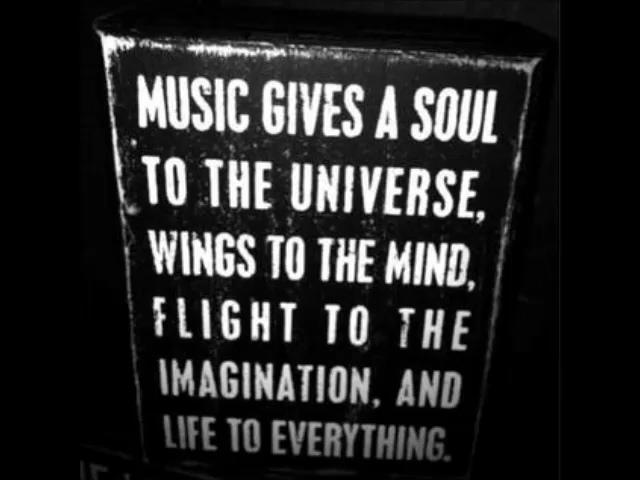 MUSIC GIVES A SOUL
TO THE UNIVERSE,
WINGS TO THE MIND,
FLIGHT TO THE
IMAGINATION, AND
LIFE TO EVERYTHING.